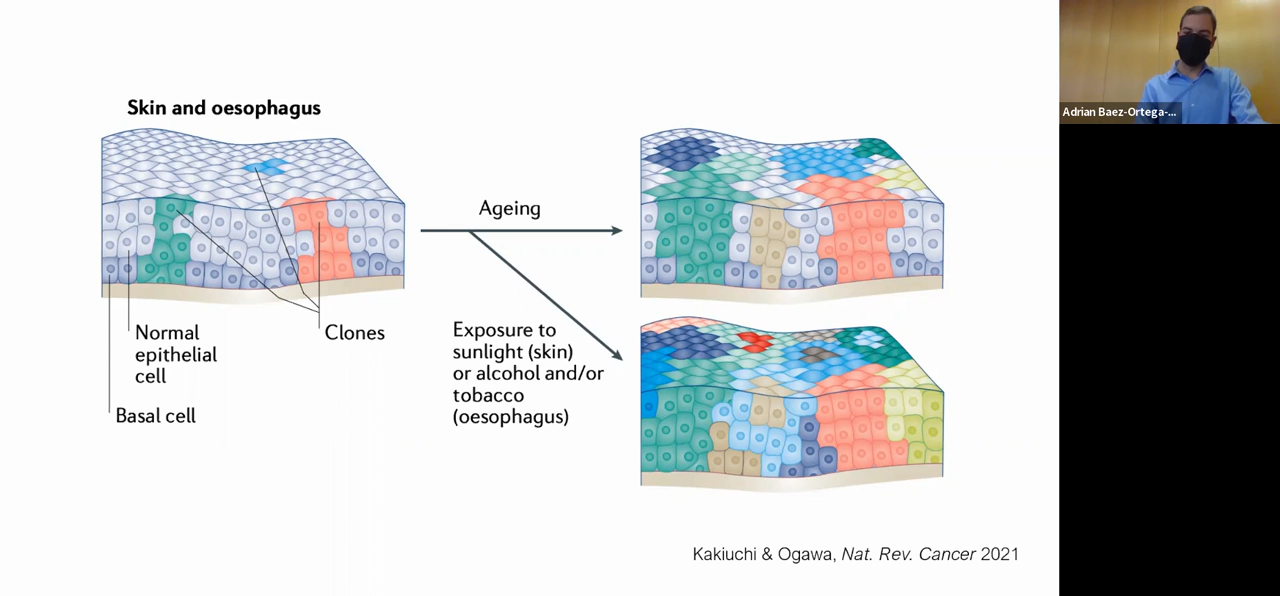 Skin and oesophagus
Normal
epithelial
cell
Basal cell
Clones
Ageing
Exposure to
sunlight (skin)
or alcohol and/or
tobacco
(oesophagus)
Kakiuchi & Ogawa, Nat. Rev. Cancer 2021
Adrian Baez-Ortega-...